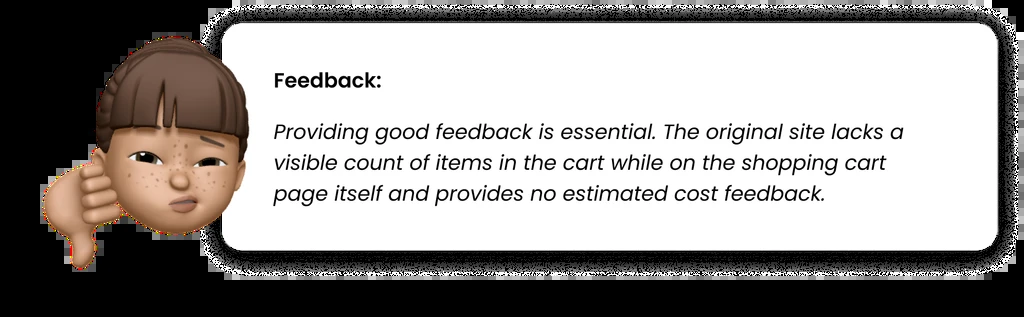 Feedback:
Providing good feedback is essential. The original site lacks a
visible count of items in the cart while on the shopping cart
page itself and provides no estimated cost feedback.